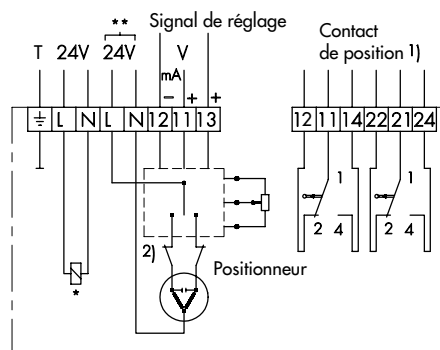 ** Signal de réglage
T 24V 24V V Contact
mA de position 1)
− + +
L N L N 12 11 13 12 11 14 22 21 24
1 1
2 4 2 4
2)
Positionneur
*